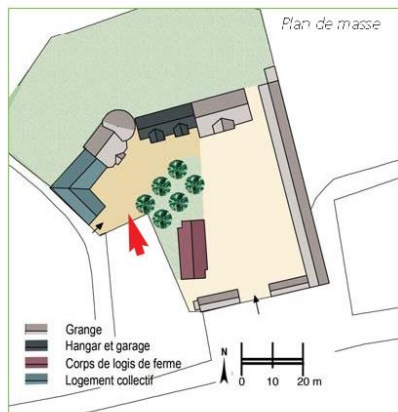 Plan de masse
Grange
Hangar et garage
Corps de logis de ferme
Logement collectif
N
0 10 20 m